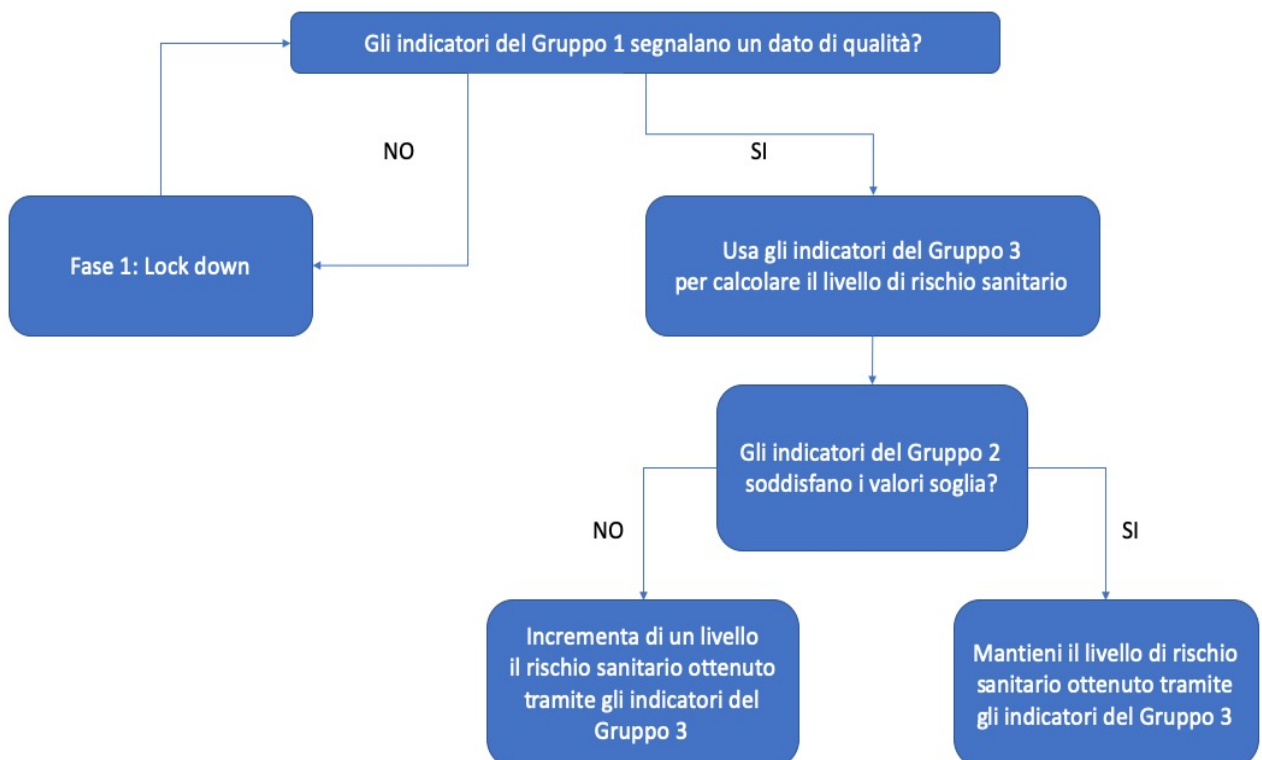 Gli indicatori del Gruppo 1 segnalano un dato di qualità?
NO
SI
Fase 1: Lock down
Usa gli indicatori del Gruppo 3
per calcolare il livello di rischio sanitario
Gli indicatori del Gruppo 2
soddisfano i valori soglia?
NO
SI
Incrementa di un livello
il rischio sanitario ottenuto
tramite gli indicatori del
Gruppo 3
Mantieni il livello di rischio
sanitario ottenuto tramite
gli indicatori del Gruppo 3